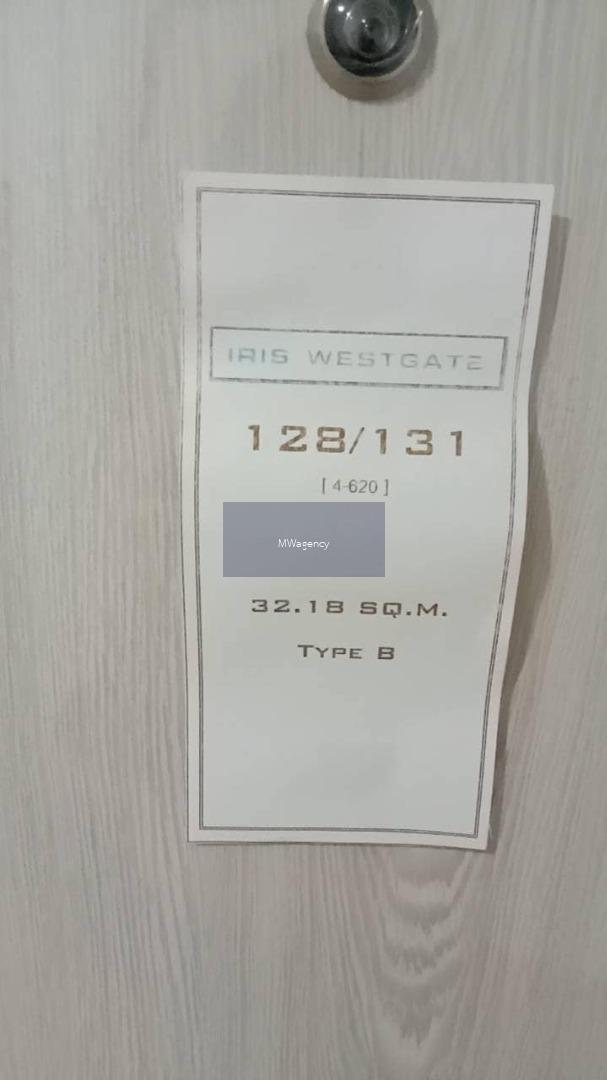 IRIS WESTGATE
128/131
[ 4-620 ]
MWagency
32.18 SQ.M.
TYPE B